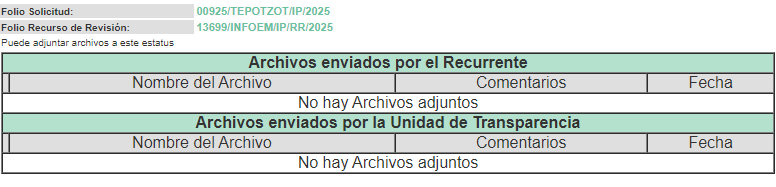 Folio Solicitud: 00925/TEPOTZOT/IP/2025
Folio Recurso de Revisión: 13699/INFOEM/IP/RR/2025
Puede adjuntar archivos a este estatus
Archivos enviados por el Recurrente
Nombre del Archivo Comentarios Fecha
No hay Archivos adjuntos
Archivos enviados por la Unidad de Transparencia
Nombre del Archivo Comentarios Fecha
No hay Archivos adjuntos